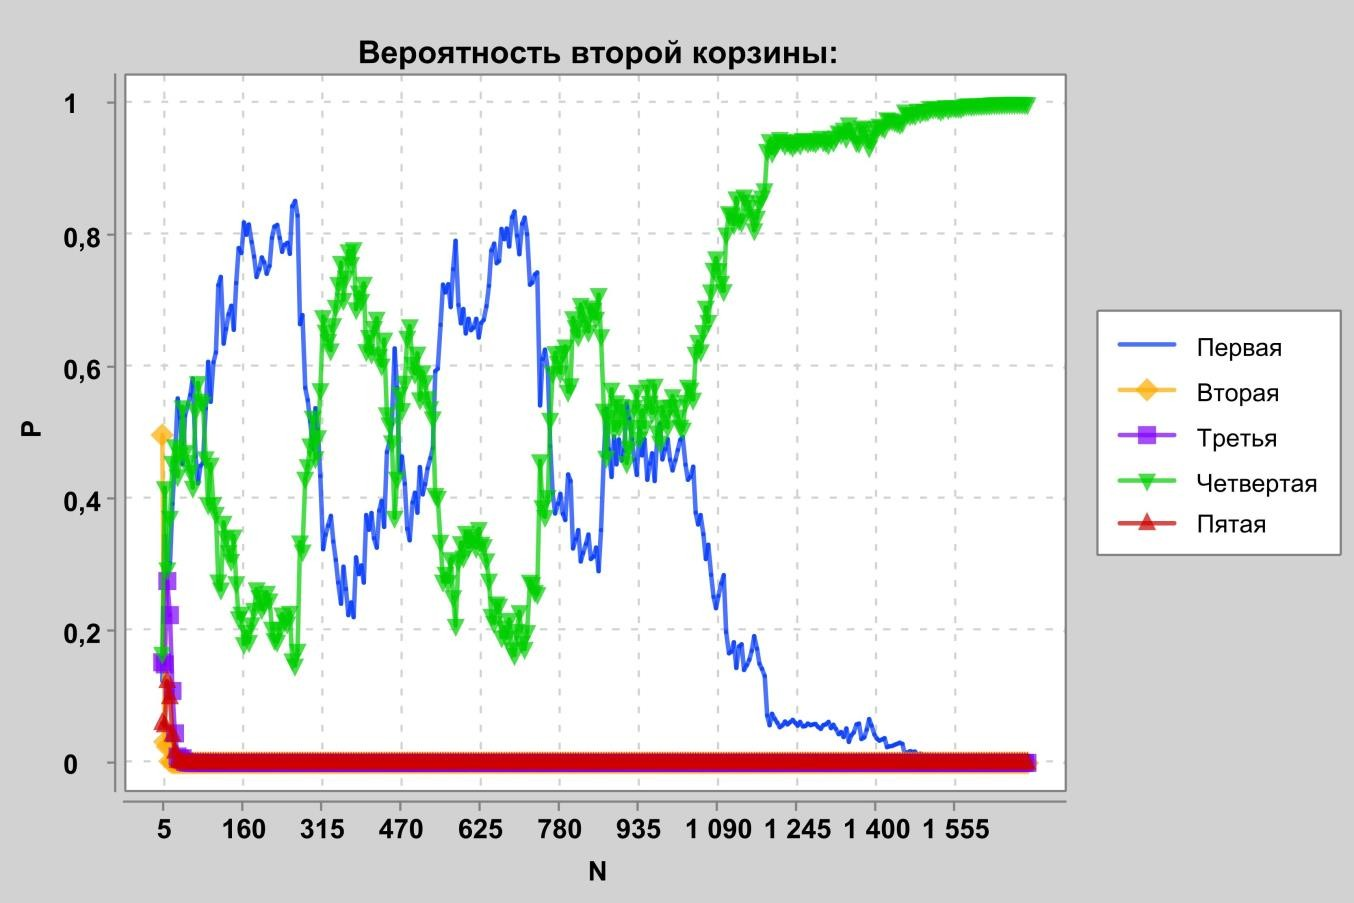 Вероятность второй корзины:
1
0,8
0,6
0,4
0,2
0
P
5 160 315 470 625 780 935 1 090 1 245 1 400 1 555
N
Первая
Вторая
Третья
Четвертая
Пятая